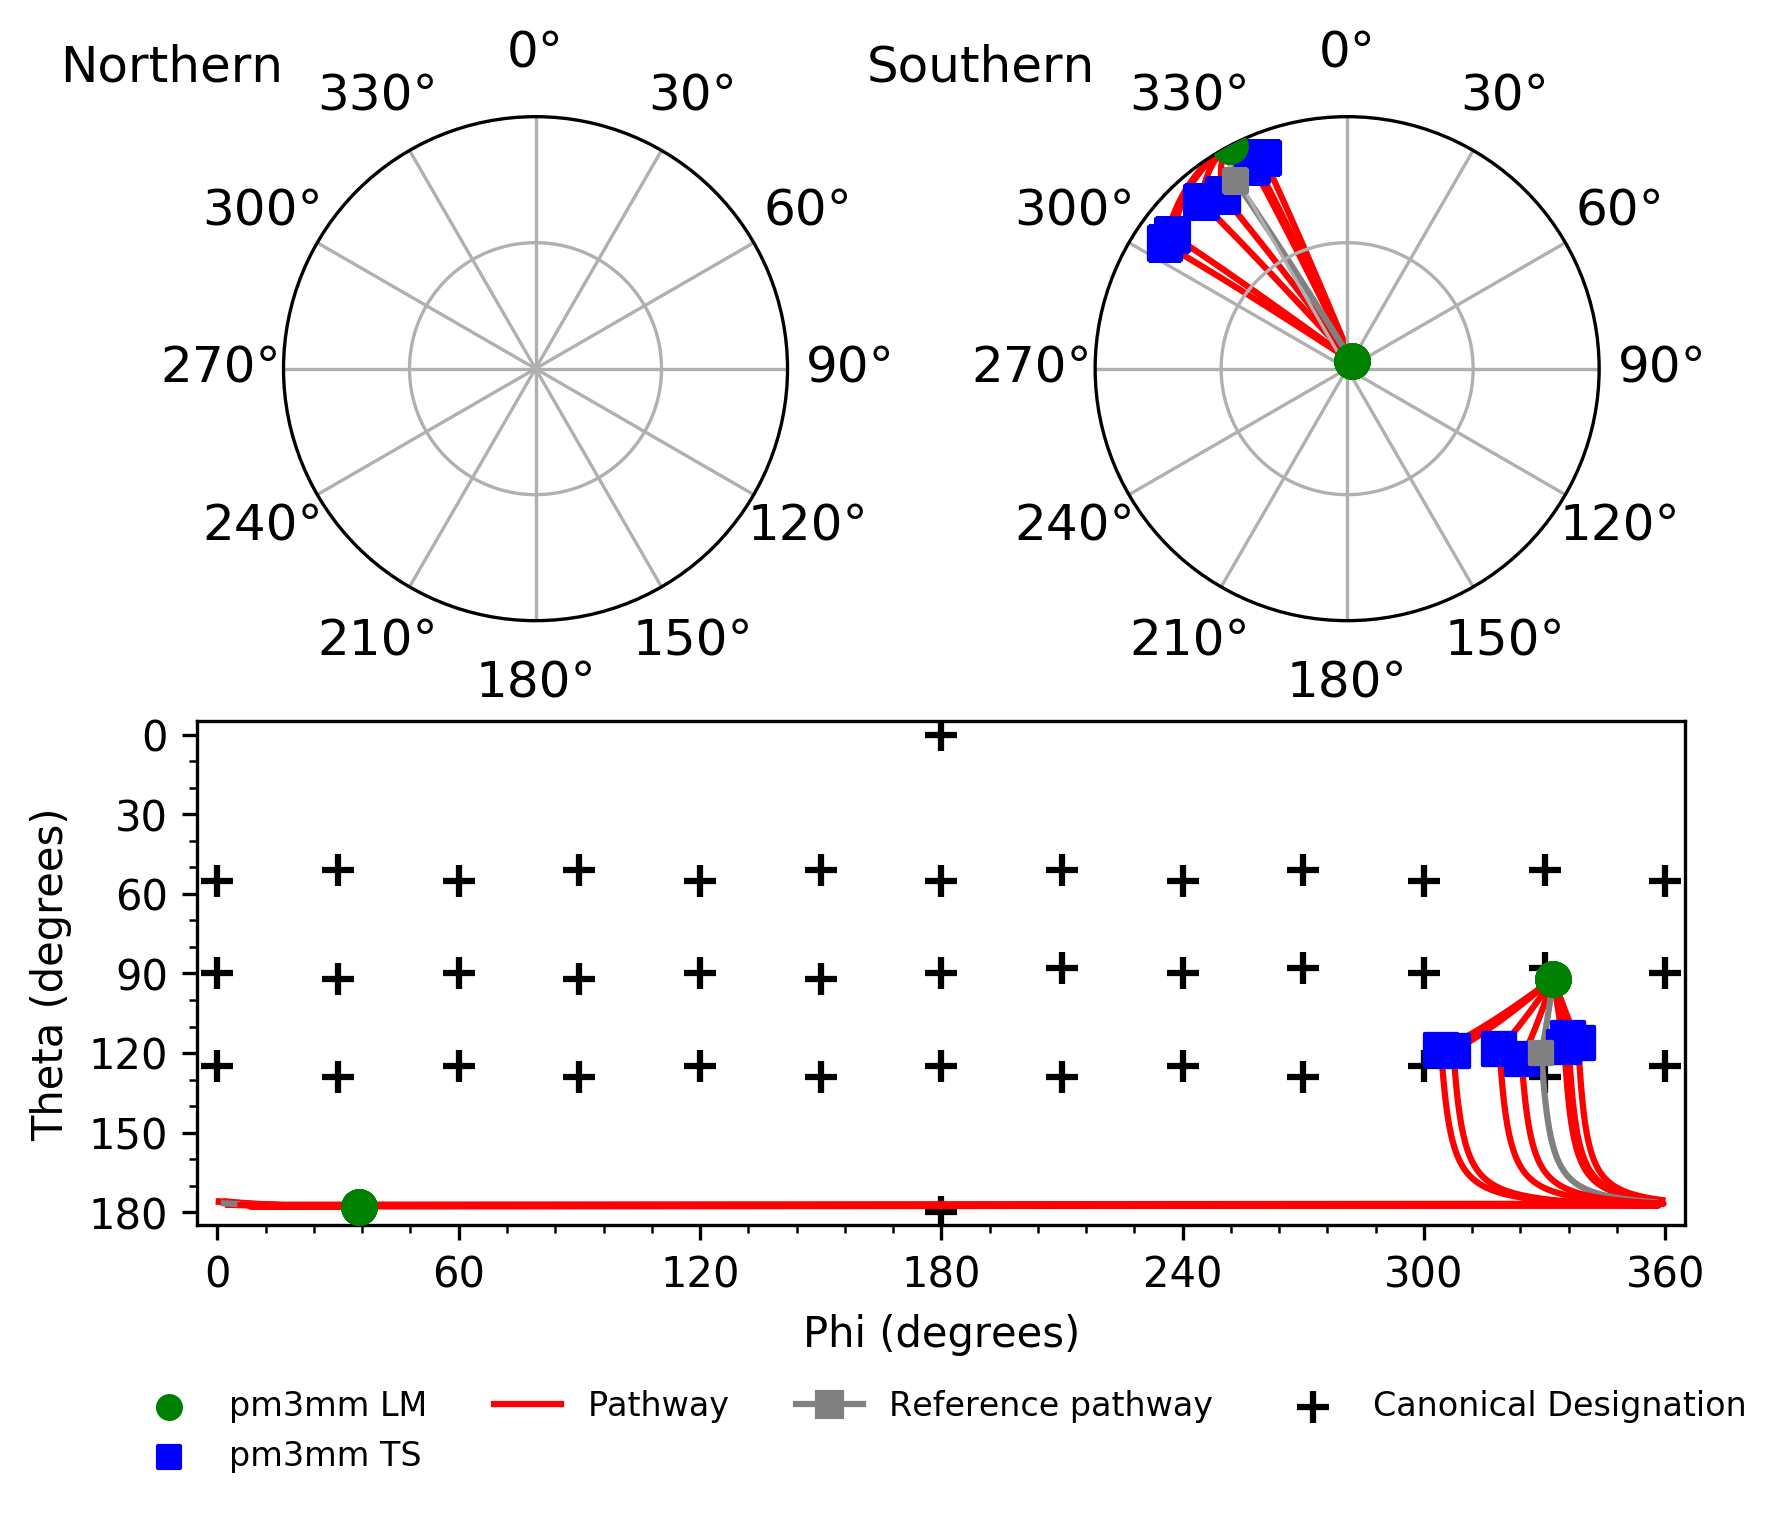 Northern
0°
330° 30°
300° 60°
270° 90°
240° 120°
210° 150°
180°
Southern
0°
330° 30°
300° 60°
270° 90°
240° 120°
210° 150°
180°
Theta (degrees)
0
30
60
90
120
150
180
0 60 120 180 240 300 360
Phi (degrees)
pm3mm LM
pm3mm TS
Pathway
Reference pathway
Canonical Designation